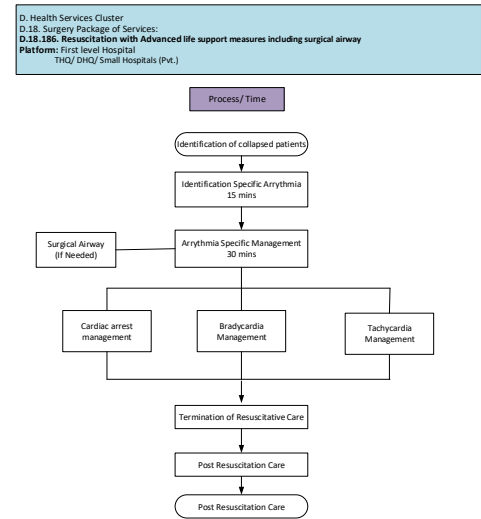 D. Health Services Cluster
D.18. Surgery Package of Services:
D.18.186. Resuscitation with Advanced life support measures including surgical airway
Platform: First level Hospital
THQ/ DHQ/ Small Hospitals (Pvt.)
Process/ Time
Identification of collapsed patients
Identification Specific Arrythmia
15 mins
Surgical Airway
(If Needed)
Arrythmia Specific Management
30 mins
Cardiac arrest
management
Bradycardia
Management
Tachycardia
Management
Termination of Resuscitative Care
Post Resuscitation Care
Post Resuscitation Care